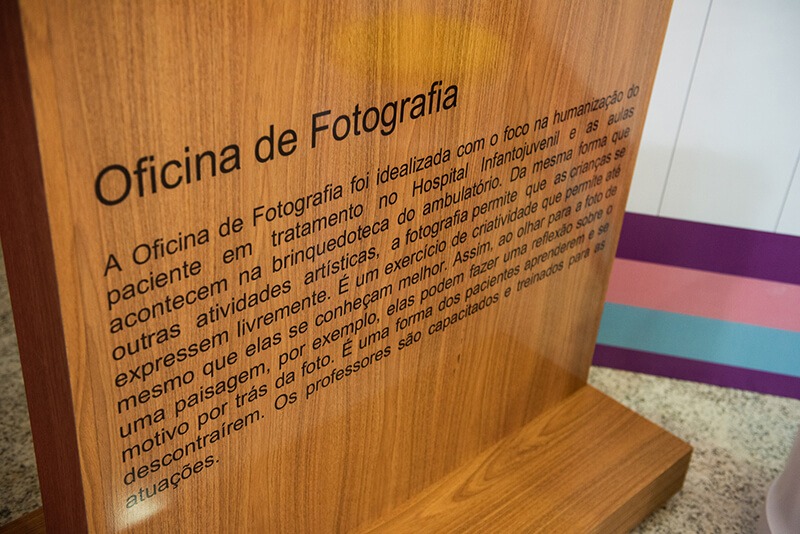 Oficina de Fotografia
A Oficina de Fotografia foi idealizada com o foco na humanização do
paciente em tratamento no Hospital Infantojuvenil e as aulas
acontecem na brinquedoteca do ambulatório. Da mesma forma que
outras atividades artísticas, a fotografia permite que as crianças se
expressem livremente. É um exercício de criatividade que permite até
mesmo que elas se conheçam melhor. Assim, ao olhar para a foto de
uma paisagem, por exemplo, elas podem fazer uma reflexão sobre o
motivo por trás da foto. É uma forma dos pacientes aprenderem e se
descontraírem. Os professores são capacitados e treinados para as
atuações.